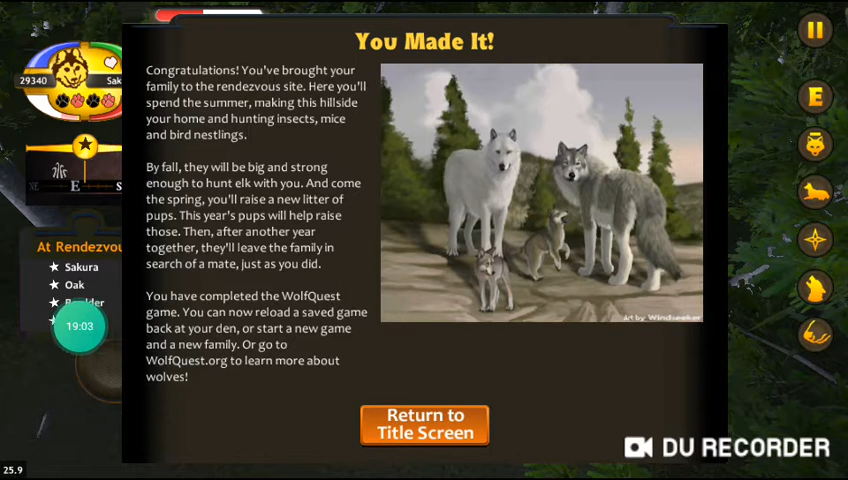 You Made It!
Congratulations! You've brought your
family to the rendezvous site. Here you'll
spend the summer, making this hillside
your home and hunting insects, mice
and bird nestlings.
By fall, they will be big and strong
enough to hunt elk with you. And come
the spring, you'll raise a new litter of
pups. This year's pups will help raise
those. Then, after another year
together, they'll leave the family in
search of a mate, just as you did.
You have completed the WolfQuest
game. You can now reload a saved game
back at your den, or start a new game
and a new family. Or go to
WolfQuest.org to learn more about
wolves!
Art by Windseeker
Return to
Title Screen
29340
Sak
NE E S
At Rendezvou
Sakura
Oak
19:03
E
DU RECORDER
25.9